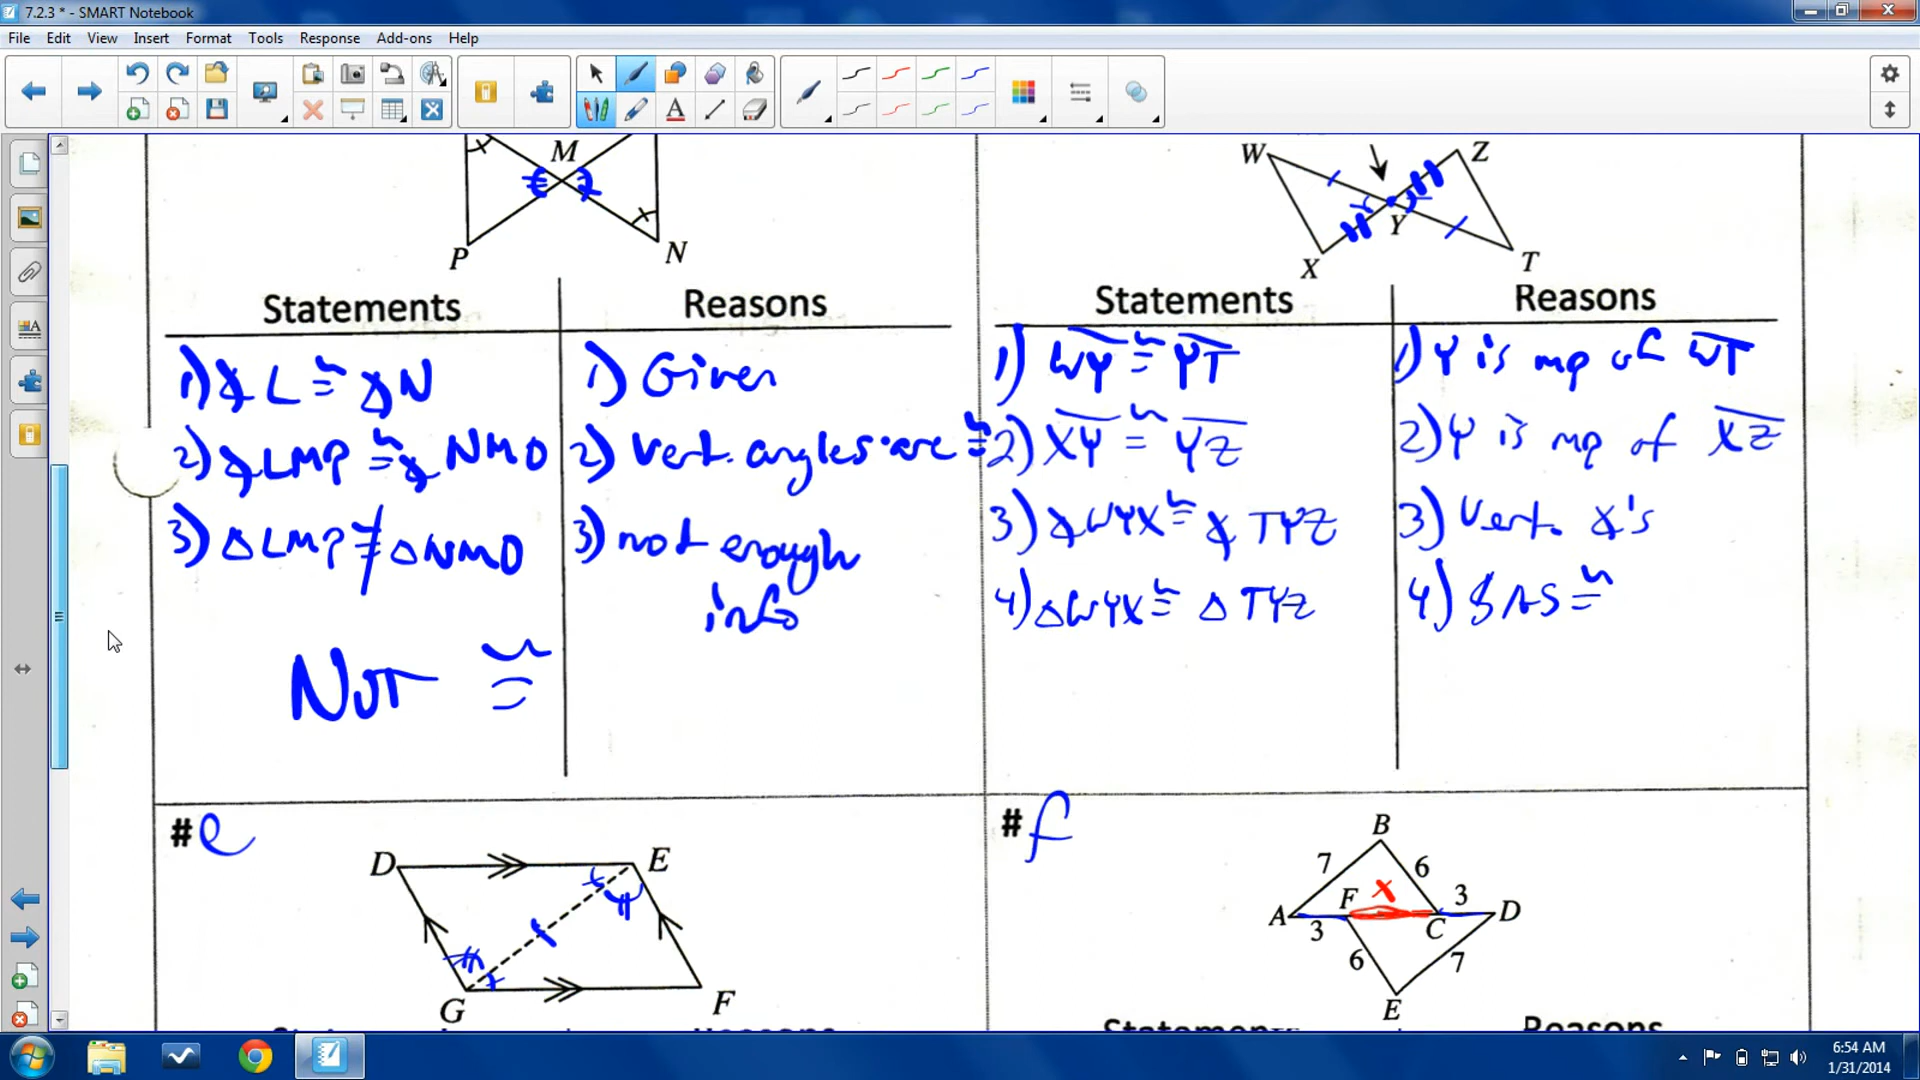 7.2.3 * - SMART Notebook
File Edit View Insert Format Tools Response Format Add-ons Help
M
P
N
Statements
Reasons
1) ∡ L ≅ ∡ N
1) Given
2) ∡ LMP ≅ ∡ NMO
2) Vert. angles are ≅
3) △ LMP ≇ △ NMO
3) not enough
info
NOT ≅
W
Z
Y
X
T
Statements
Reasons
1) WY ≅ YT
1) Y is mp of WT
2) XY ≅ YZ
2) Y is mp of XZ
3) ∡ WYX ≅ ∡ TYZ
3) Vert. ∡'s
4) △ WYX ≅ △ TYZ
4) SAS ≅
#e
D
E
G
F
Reasons
#f
B
7
6
F
x
3
A
C
D
3
6
7
E
Reasons
6:54 AM
1/31/2014